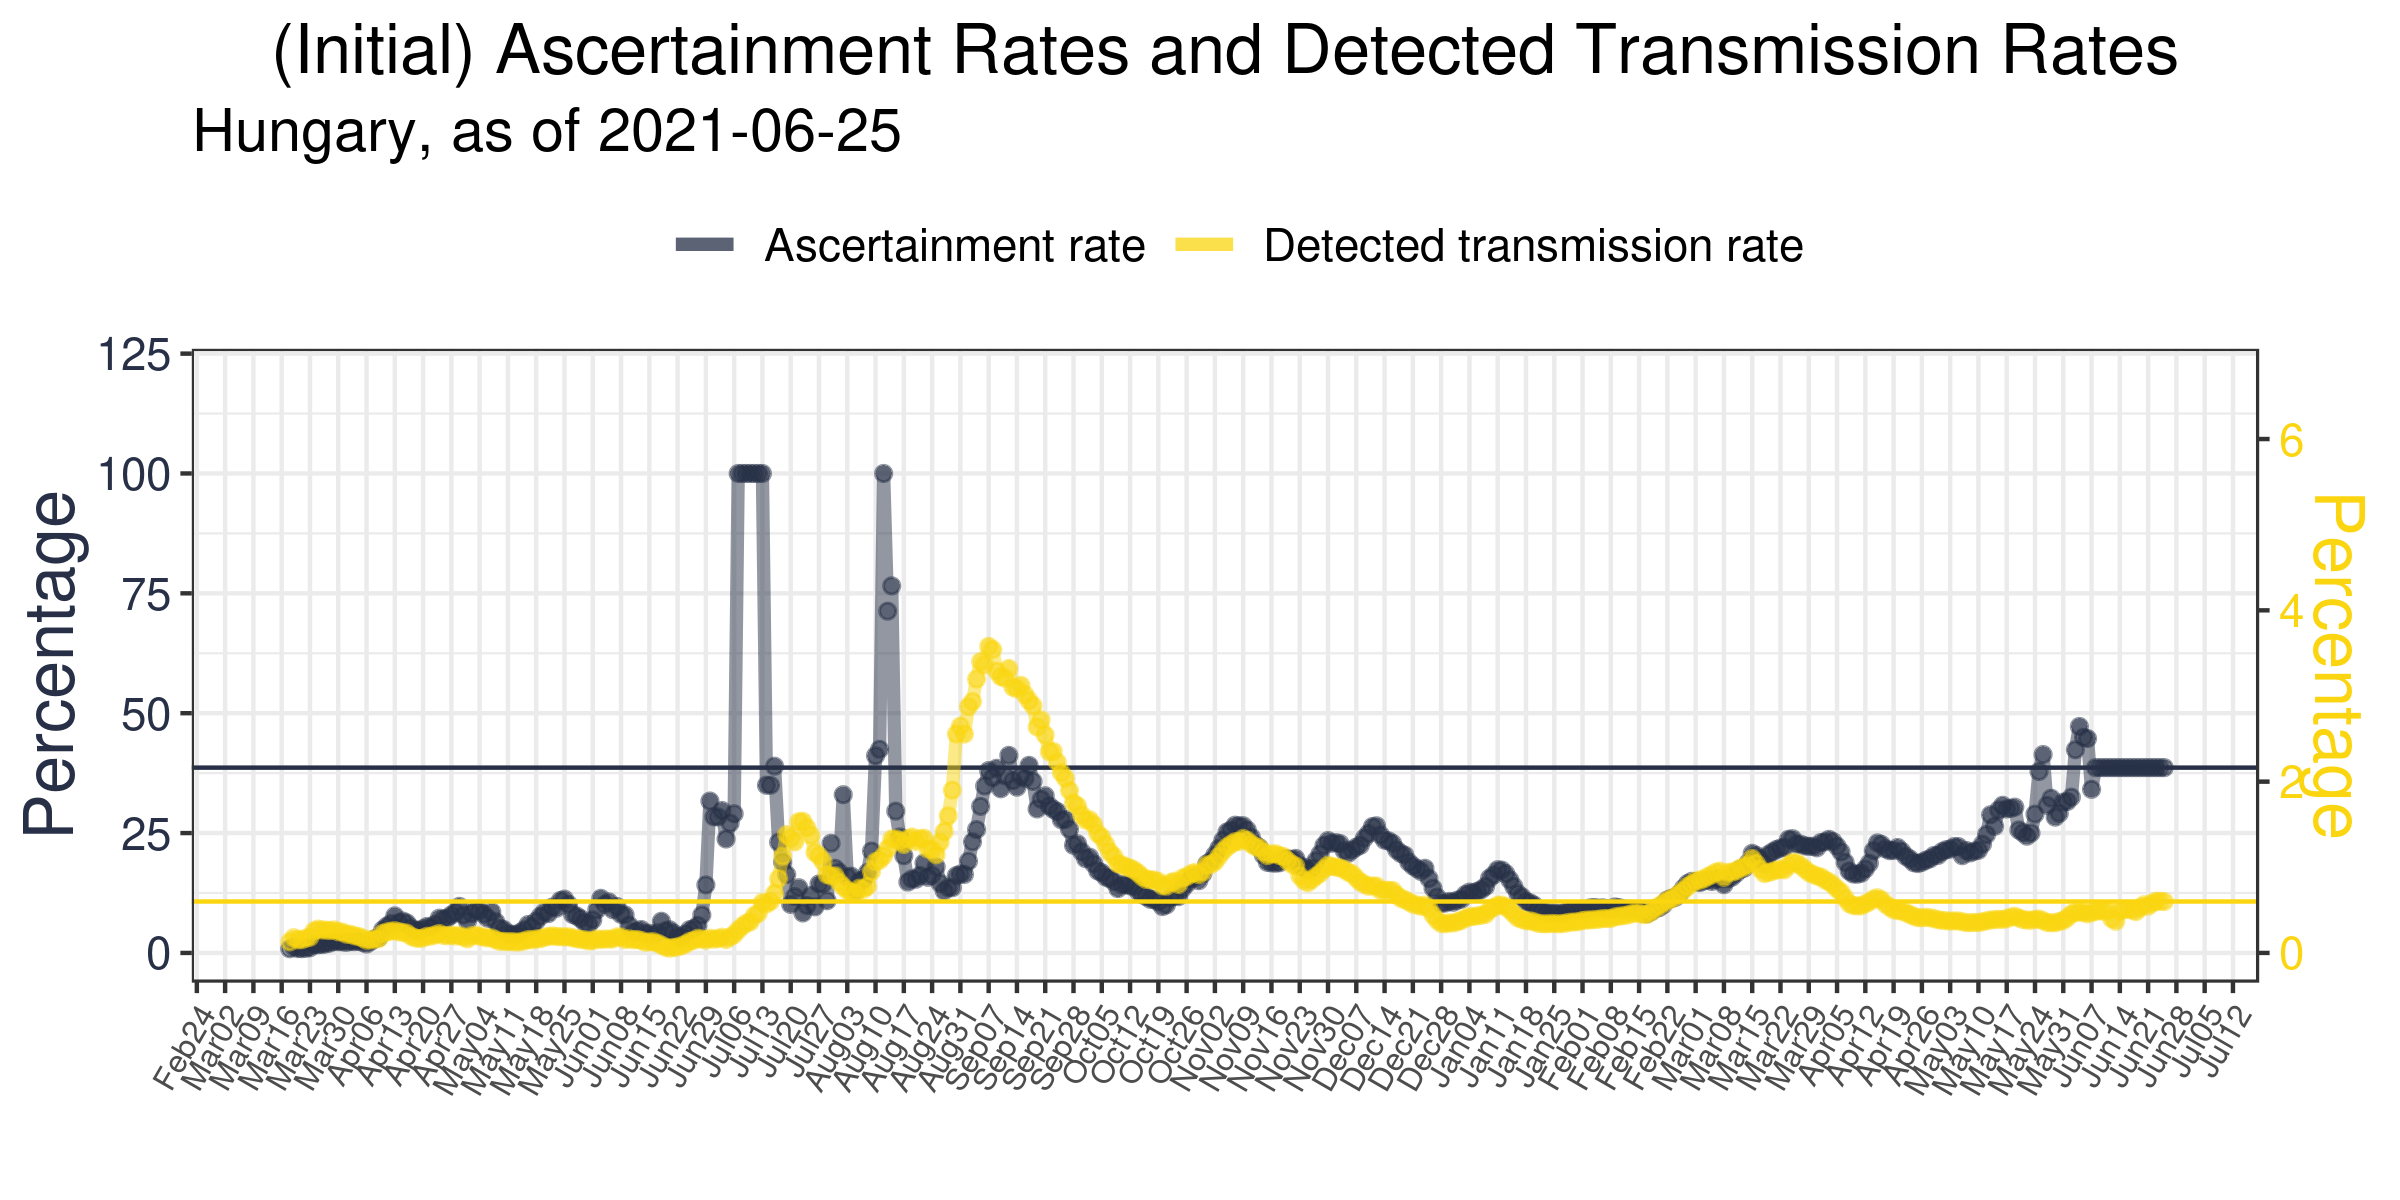 (Initial) Ascertainment Rates and Detected Transmission Rates
Hungary, as of 2021-06-25
Ascertainment rate
Detected transmission rate
Percentage
125
100
75
50
25
0
6
4
2
0
Percentage
Feb24
Mar02
Mar09
Mar16
Mar23
Mar30
Apr06
Apr13
Apr20
Apr27
May04
May11
May18
May25
Jun01
Jun08
Jun15
Jun22
Jun29
Jul06
Jul13
Jul20
Jul27
Aug03
Aug10
Aug17
Aug24
Aug31
Sep07
Sep14
Sep21
Sep28
Oct05
Oct12
Oct19
Oct26
Nov02
Nov09
Nov16
Nov23
Nov30
Dec07
Dec14
Dec21
Dec28
Jan04
Jan11
Jan18
Jan25
Feb01
Feb08
Feb15
Feb22
Mar01
Mar08
Mar15
Mar22
Mar29
Apr05
Apr12
Apr19
Apr26
May03
May10
May17
May24
May31
Jun07
Jun14
Jun21
Jun28
Jul05
Jul12